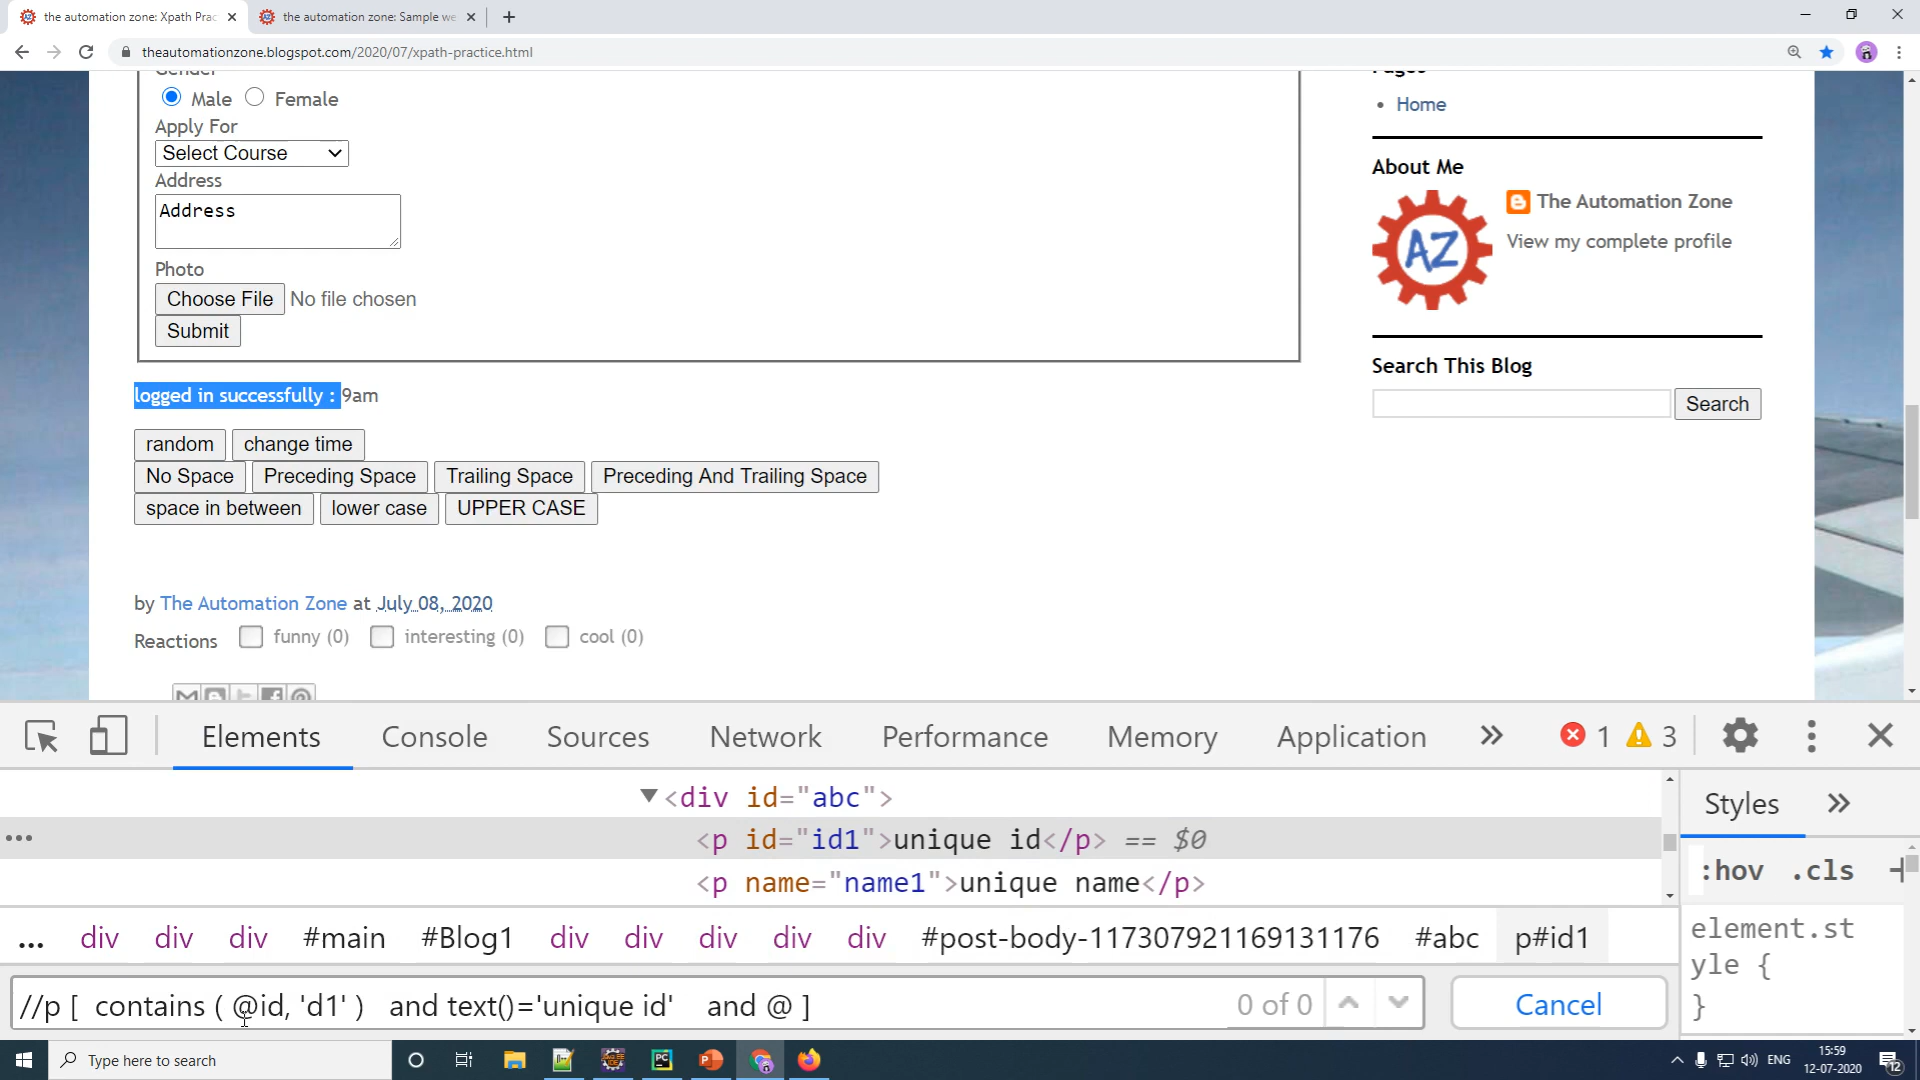 the automation zone: Xpath Prac
the automation zone: Sample we
theautomationzone.blogspot.com/2020/07/xpath-practice.html
Gender
Male Female
Apply For
Select Course
Address
Address
Photo
Choose File No file chosen
Submit
logged in successfully : 9am
random change time
No Space Preceding Space Trailing Space Preceding And Trailing Space
space in between lower case UPPER CASE
by The Automation Zone at July 08, 2020
Reactions funny (0) interesting (0) cool (0)
Pages
Home
About Me
AZ
The Automation Zone
View my complete profile
Search This Blog
Search
Elements Console Sources Network Performance Memory Application » 1 3
<div id="abc">
<p id="id1">unique id</p> == $0
<p name="name1">unique name</p>
... div div div #main #Blog1 div div div div div #post-body-117307921169131176 #abc p#id1
//p [ contains ( @id, 'd1' ) and text()='unique id' and @ ] 0 of 0 Cancel
Styles »
:hov .cls +
element.st
yle {
}
Type here to search
ENG
15:59
12-07-2020
12